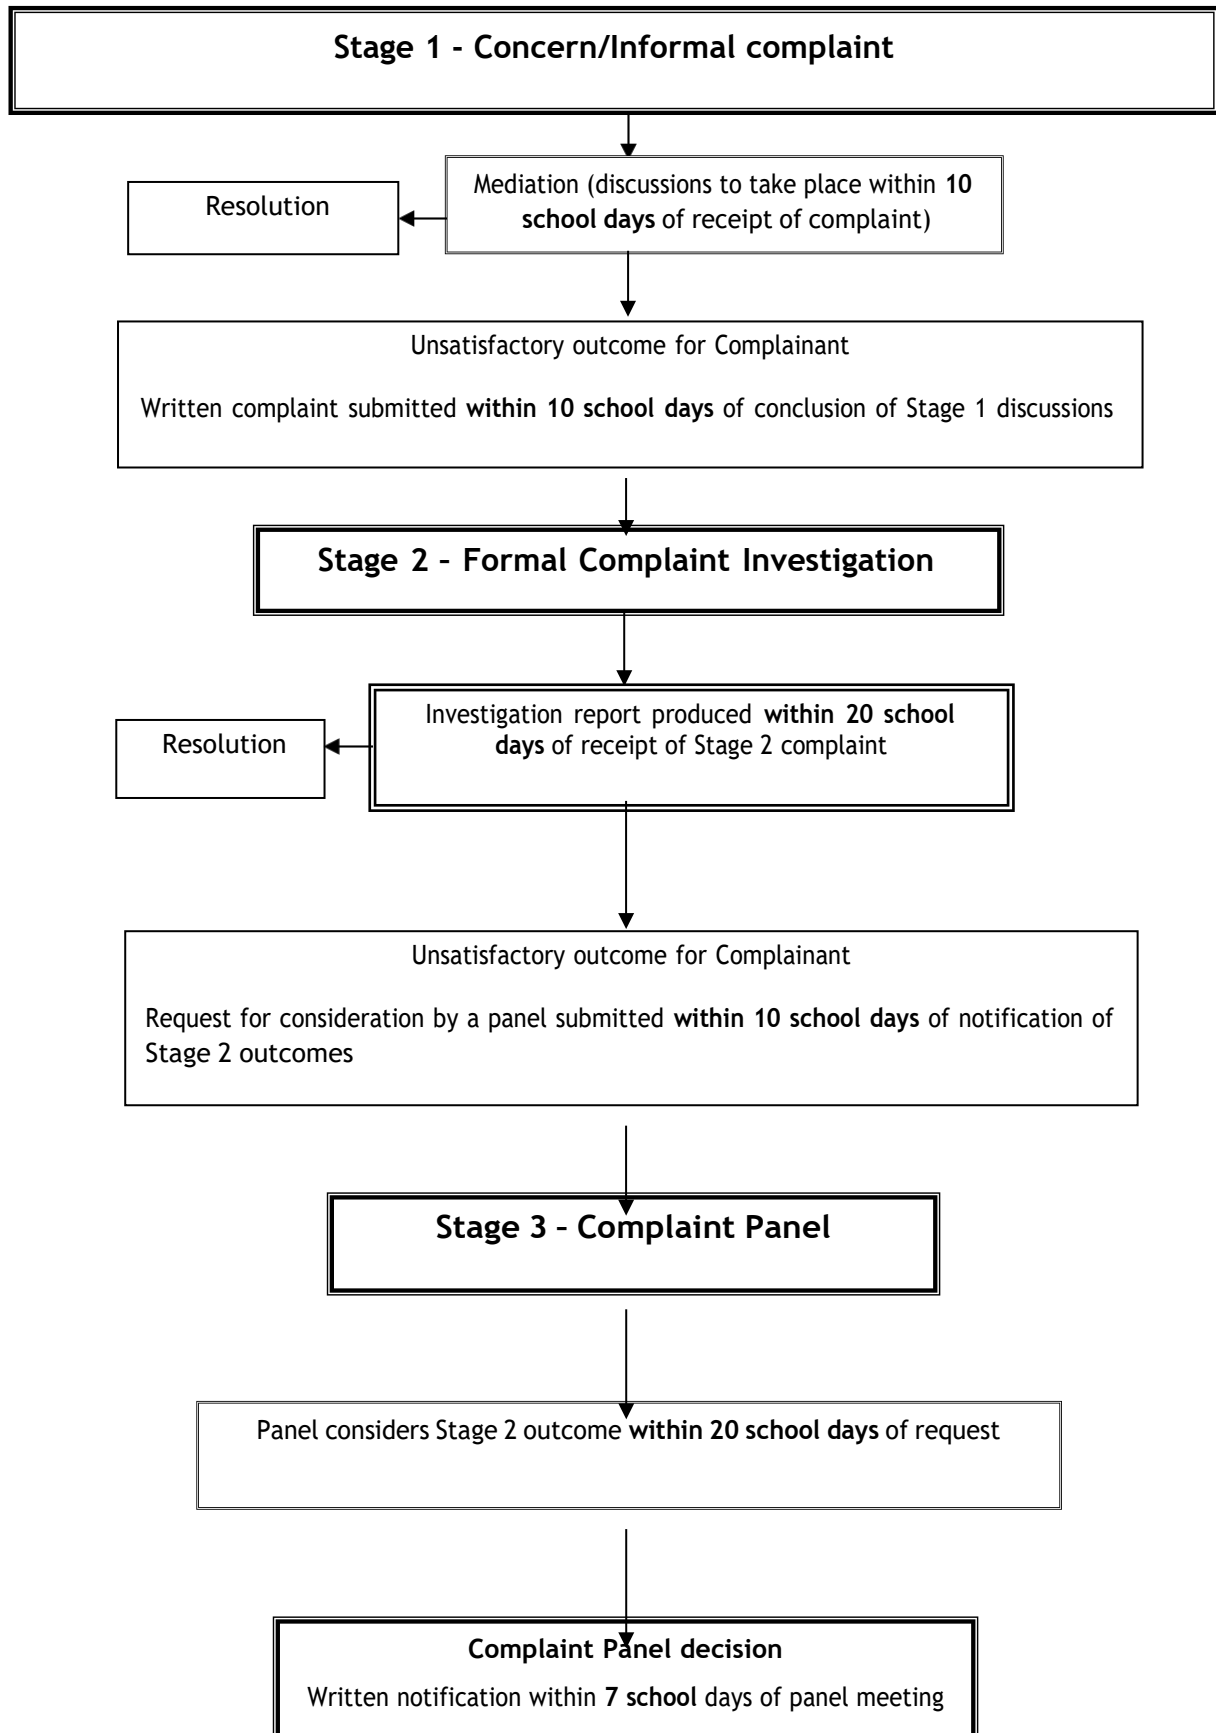 Stage 1 - Concern/Informal complaint
Mediation (discussions to take place within 10
school days of receipt of complaint)
Resolution
Unsatisfactory outcome for Complainant
Written complaint submitted within 10 school days of conclusion of Stage 1 discussions
Stage 2 – Formal Complaint Investigation
Investigation report produced within 20 school
days of receipt of Stage 2 complaint
Resolution
Unsatisfactory outcome for Complainant
Request for consideration by a panel submitted within 10 school days of notification of
Stage 2 outcomes
Stage 3 – Complaint Panel
Panel considers Stage 2 outcome within 20 school days of request
Complaint Panel decision
Written notification within 7 school days of panel meeting